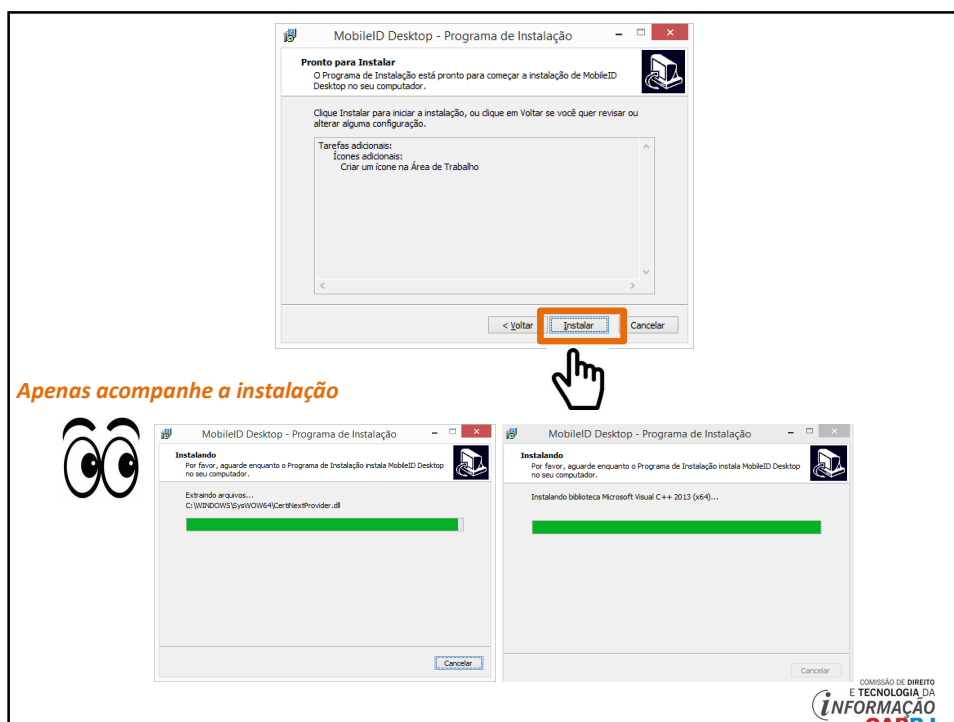 MobileID Desktop - Programa de Instalação
Pronto para Instalar
O Programa de Instalação está pronto para começar a instalação de MobileID
Desktop no seu computador.
Clique Instalar para iniciar a instalação, ou clique em Voltar se você quer revisar ou
alterar alguma configuração.
Tarefas adicionais:
Ícones adicionais:
Criar um ícone na Área de Trabalho
< Voltar
Instalar
Cancelar
Apenas acompanhe a instalação
MobileID Desktop - Programa de Instalação
Instalando
Por favor, aguarde enquanto o Programa de Instalação instala MobileID Desktop
no seu computador.
Extraindo arquivos...
C:\WINDOWS\SysWOW64\CertiNextProvider.dll
Cancelar
MobileID Desktop - Programa de Instalação
Instalando
Por favor, aguarde enquanto o Programa de Instalação instala MobileID Desktop
no seu computador.
Instalando biblioteca Microsoft Visual C++ 2013 (x64)...
Cancelar
COMISSÃO DE DIREITO
E TECNOLOGIA DA
iNFORMAÇÃO
OABRJ